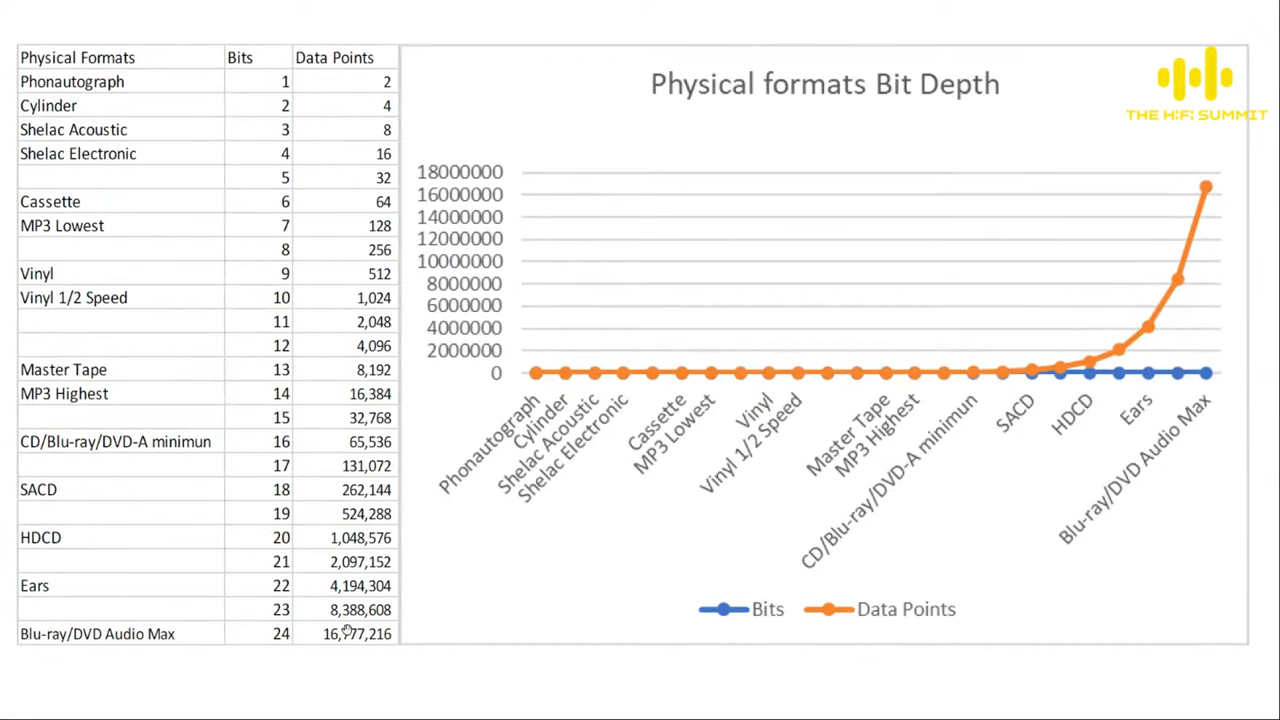 Physical Formats Bits Data Points
Phonautograph 1 2
Cylinder 2 4
Shelac Acoustic 3 8
Shelac Electronic 4 16
5 32
Cassette 6 64
MP3 Lowest 7 128
8 256
Vinyl 9 512
Vinyl 1/2 Speed 10 1,024
11 2,048
12 4,096
Master Tape 13 8,192
MP3 Highest 14 16,384
15 32,768
CD/Blu-ray/DVD-A minimun 16 65,536
17 131,072
SACD 18 262,144
19 524,288
HDCD 20 1,048,576
21 2,097,152
Ears 22 4,194,304
23 8,388,608
Blu-ray/DVD Audio Max 24 16,777,216
Physical formats Bit Depth
THE HIFI SUMMIT
18000000
16000000
14000000
12000000
10000000
8000000
6000000
4000000
2000000
0
Phonautograph
Cylinder
Shelac Acoustic
Shelac Electronic
Cassette
MP3 Lowest
Vinyl
Vinyl 1/2 Speed
Master Tape
MP3 Highest
CD/Blu-ray/DVD-A minimun
SACD
HDCD
Ears
Blu-ray/DVD Audio Max
Bits Data Points